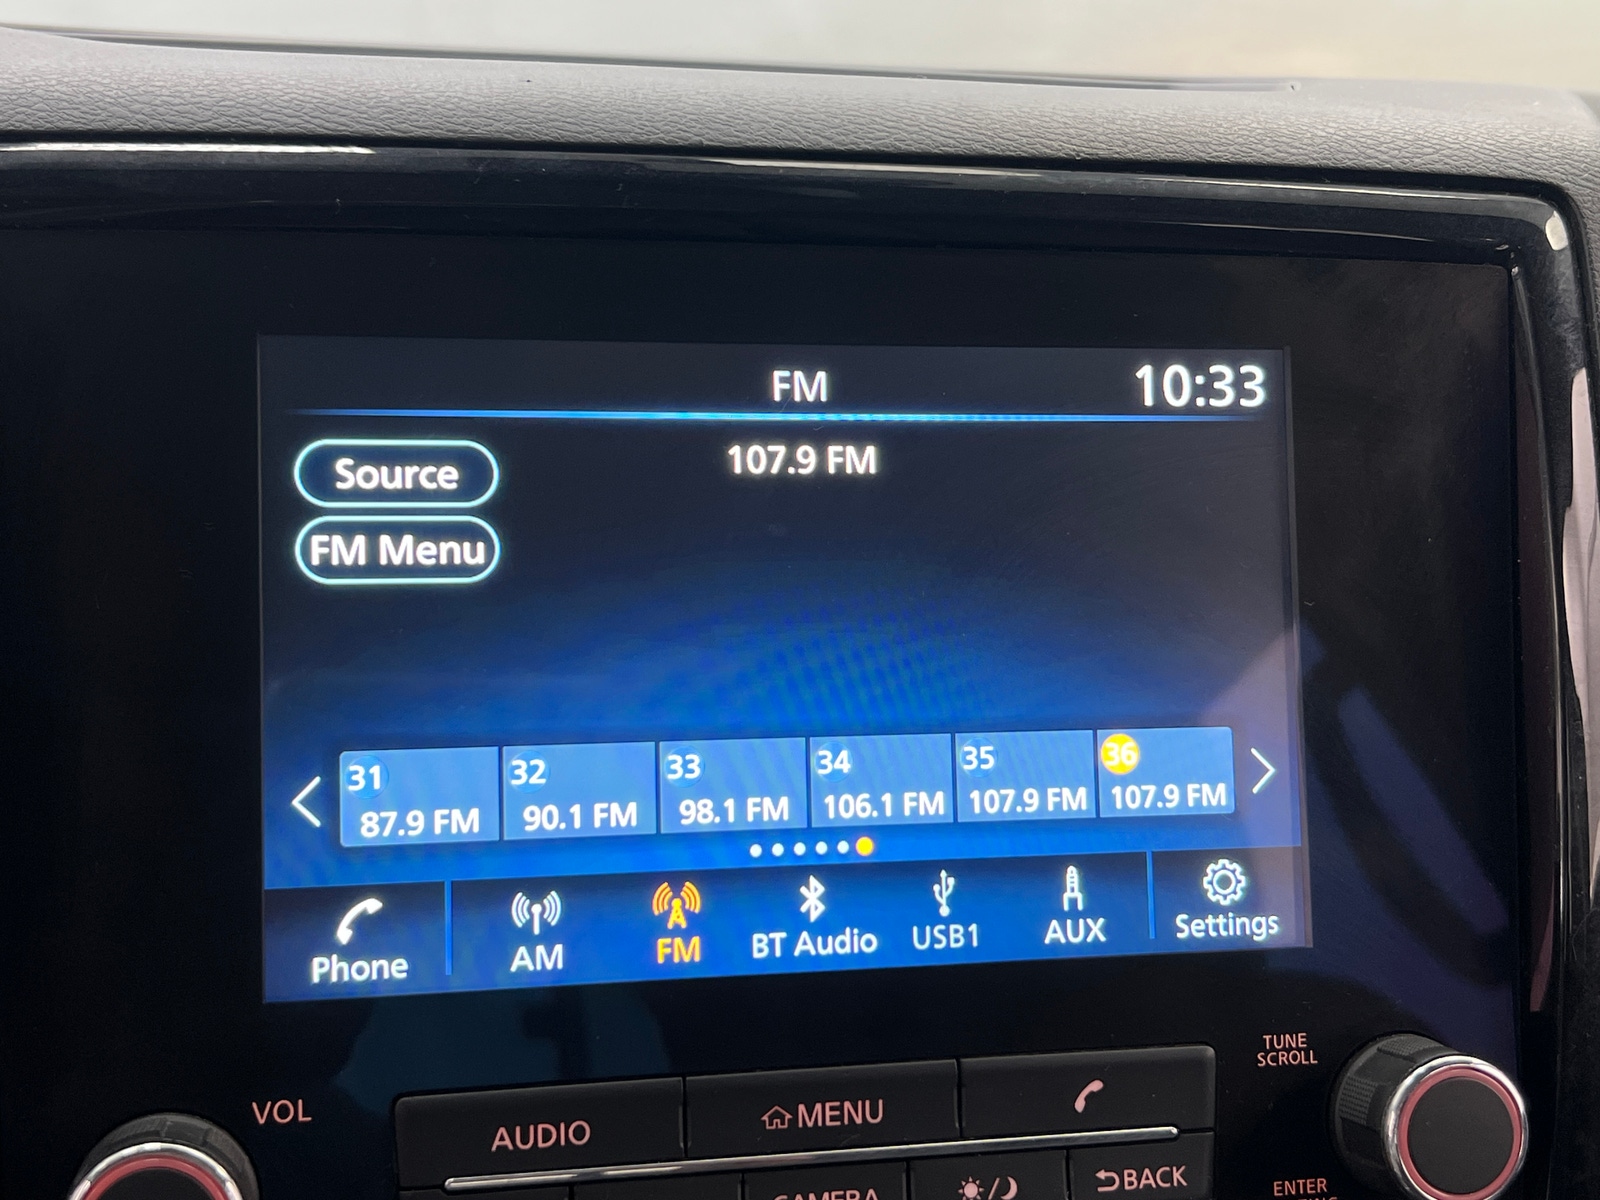 FM
10:33
Source
107.9 FM
FM Menu
31
87.9 FM
32
90.1 FM
33
98.1 FM
34
106.1 FM
35
107.9 FM
36
107.9 FM
Phone
AM
FM
BT Audio
USB1
AUX
Settings
VOL
AUDIO
MENU
TUNE
SCROLL
CAMERA
BACK
ENTER